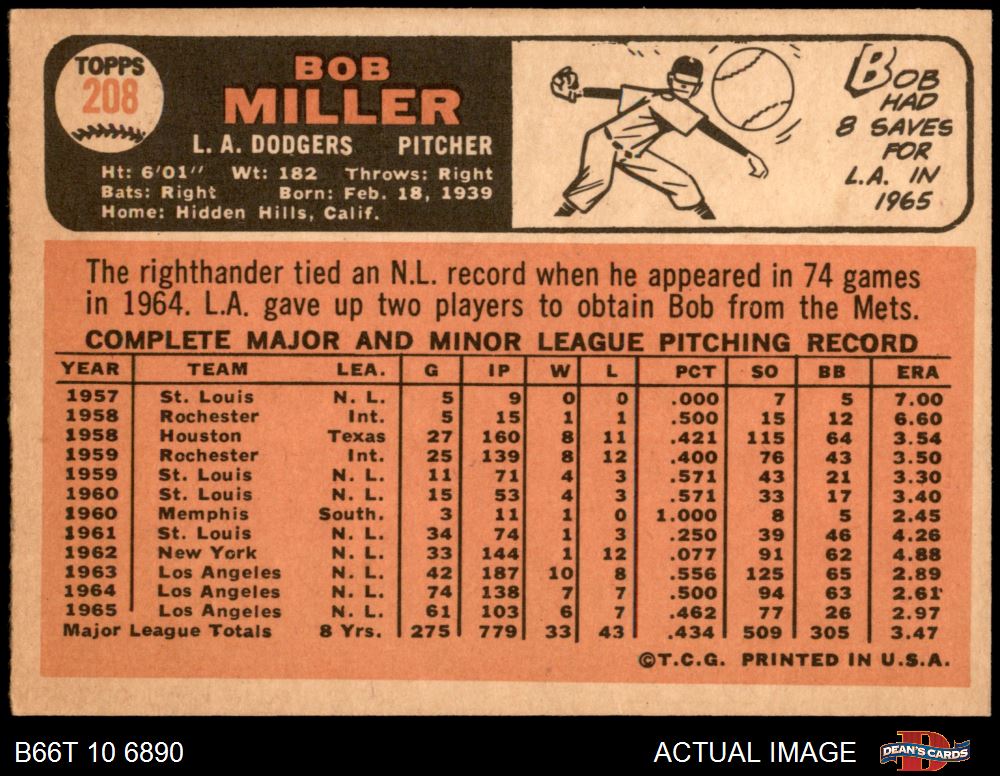 TOPPS
208
BOB
MILLER
L. A. DODGERS PITCHER
Ht: 6'01" Wt: 182 Throws: Right
Bats: Right Born: Feb. 18, 1939
Home: Hidden Hills, Calif.
BOB
HAD
8 SAVES
FOR
L.A. IN
1965
The righthander tied an N.L. record when he appeared in 74 games
in 1964. L.A. gave up two players to obtain Bob from the Mets.
COMPLETE MAJOR AND MINOR LEAGUE PITCHING RECORD
YEAR TEAM LEA. G IP W L PCT SO BB ERA
1957 St. Louis N. L. 5 9 0 0 .000 7 5 7.00
1958 Rochester Int. 5 15 1 1 .500 15 12 6.60
1958 Houston Texas 27 160 8 11 .421 115 64 3.54
1959 Rochester Int. 25 139 8 12 .400 76 43 3.50
1959 St. Louis N. L. 11 71 4 3 .571 43 21 3.30
1960 St. Louis N. L. 15 53 4 3 .571 33 17 3.40
1960 Memphis South. 3 11 1 0 1.000 8 5 2.45
1961 St. Louis N. L. 34 74 1 3 .250 39 46 4.26
1962 New York N. L. 33 144 1 12 .077 91 62 4.88
1963 Los Angeles N. L. 42 187 10 8 .556 125 65 2.89
1964 Los Angeles N. L. 74 138 7 7 .500 94 63 2.61
1965 Los Angeles N. L. 61 103 6 7 .462 77 26 2.97
Major League Totals 8 Yrs. 275 779 33 43 .434 509 305 3.47
©T.C.G. PRINTED IN U.S.A.
B66T 10 6890 ACTUAL IMAGE DEAN'S CARDS